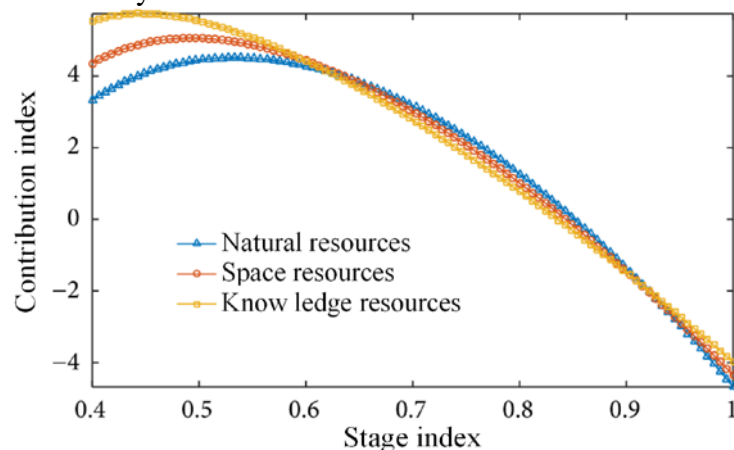 4
2
0
−2
−4
Contribution index
Natural resources
Space resources
Know ledge resources
0.4 0.5 0.6 0.7 0.8 0.9 1
Stage index